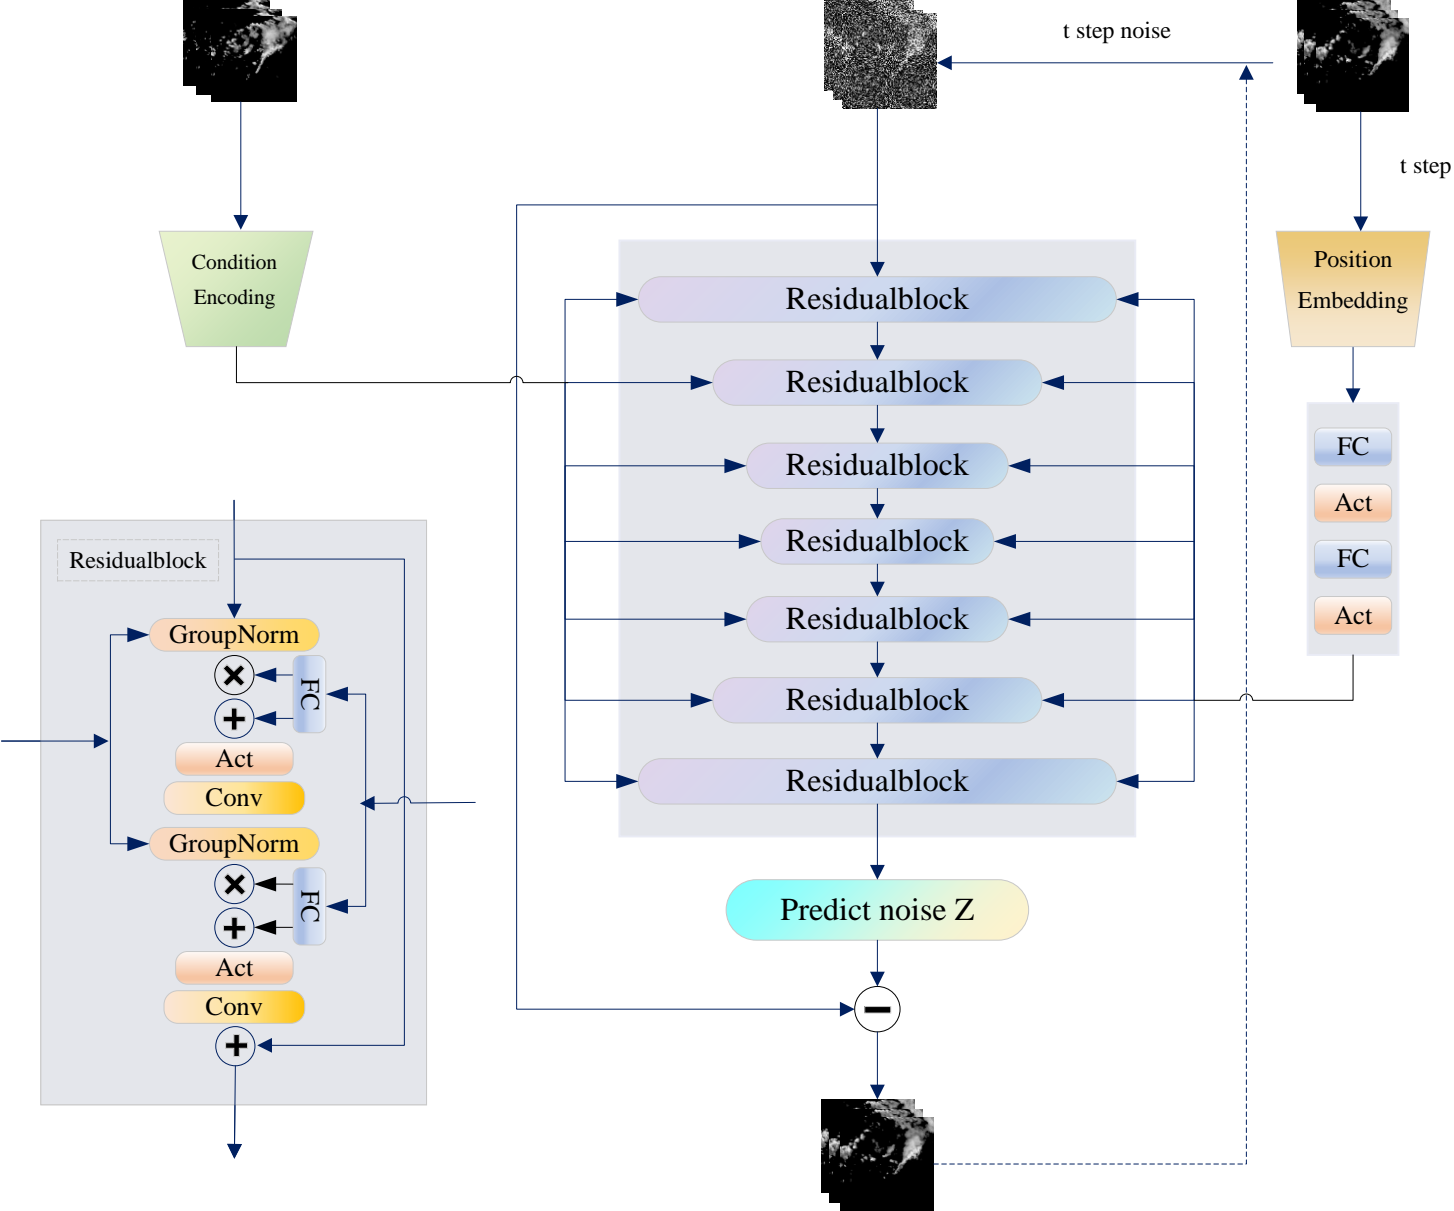 t step noise
t step
Condition
Encoding
Position
Embedding
Residualblock
Residualblock
Residualblock
Residualblock
Residualblock
Residualblock
Residualblock
FC
Act
FC
Act
Predict noise Z
Residualblock
GroupNorm
FC
Act
Conv
GroupNorm
FC
Act
Conv